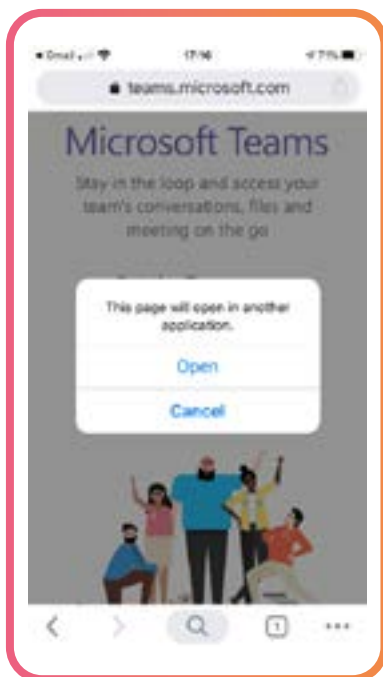 Gmail
17:16
71%
teams.microsoft.com
Microsoft Teams
Stay in the loop and access your
team's conversations, files and
meeting on the go
This page will open in another
application.
Open
Cancel
1